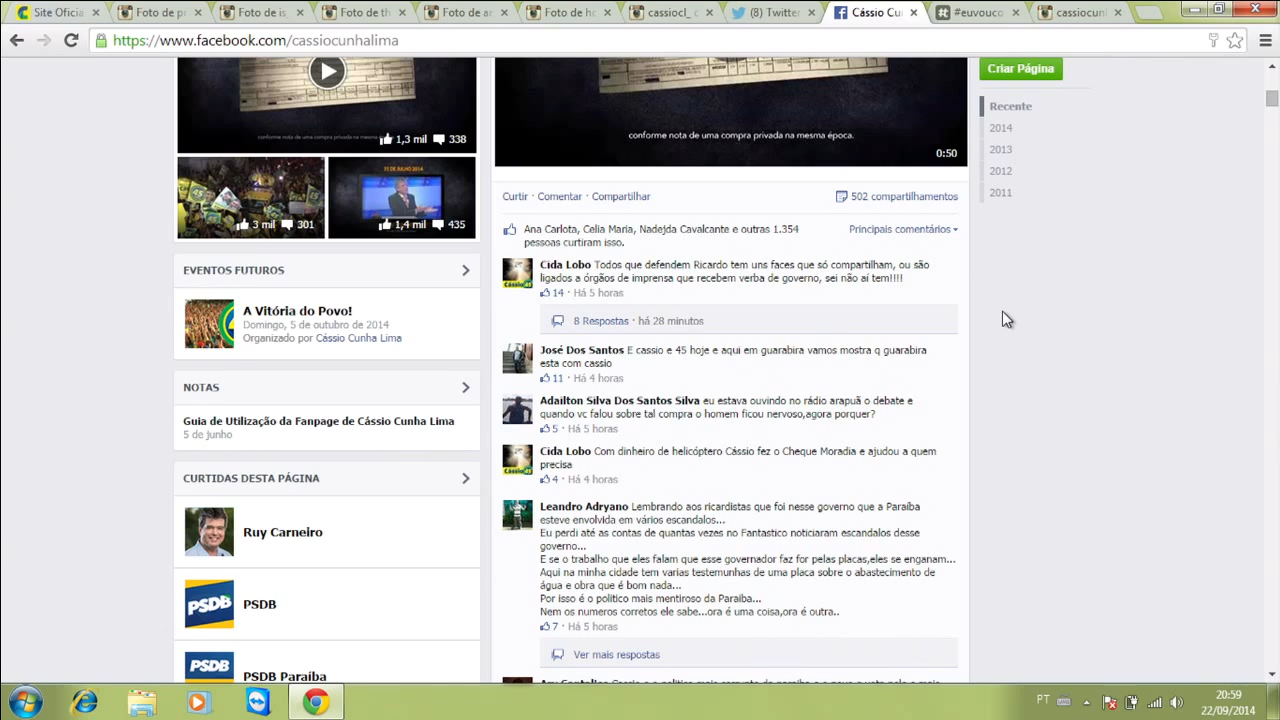 Site Oficia
Foto de p
Foto de is
Foto de th
Foto de ar
Foto de ho
cassiocl_
(8) Twitter
Cássio Cu
#euvouco
cassiocun
https://www.facebook.com/cassiocunhalima
conforme nota de uma compra privada na mesma época.
1,3 mil 338
3 mil 301
31 DE JULHO 2014
1,4 mil 435
EVENTOS FUTUROS
A Vitória do Povo!
Domingo, 5 de outubro de 2014
Organizado por Cássio Cunha Lima
NOTAS
Guia de Utilização da Fanpage de Cássio Cunha Lima
5 de junho
CURTIDAS DESTA PÁGINA
Ruy Carneiro
PSDB
PSDB
PSDB
PSDB Paraíba
conforme nota de uma compra privada na mesma época.
0:50
Curtir · Comentar · Compartilhar
502 compartilhamentos
Ana Carlota, Celia Maria, Nadejda Cavalcante e outras 1.354
pessoas curtiram isso.
Principais comentários
Cida Lobo Todos que defendem Ricardo tem uns faces que só compartilham, ou são
ligados a órgãos de imprensa que recebem verba de governo, sei não aí tem!!!!
14 · Há 5 horas
8 Respostas · há 28 minutos
José Dos Santos E cassio e 45 hoje e aqui em guarabira vamos mostra q guarabira
esta com cassio
11 · Há 4 horas
Adailton Silva Dos Santos Silva eu estava ouvindo no rádio arapuã o debate e
quando vc falou sobre tal compra o homem ficou nervoso,agora porquer?
5 · Há 5 horas
Cida Lobo Com dinheiro de helicóptero Cássio fez o Cheque Moradia e ajudou a quem
precisa
4 · Há 4 horas
Leandro Adryano Lembrando aos ricardistas que foi nesse governo que a Paraíba
esteve envolvida em vários escandalos...
Eu perdi até as contas de quantas vezes no Fantastico noticiaram escandalos desse
governo...
E se o trabalho que eles falam que esse governador faz for pelas placas,eles se enganam...
Aqui na minha cidade tem varias testemunhas de uma placa sobre o abastecimento de
água e obra que é bom nada...
Por isso é o politico mais mentiroso da Paraiba...
Nem os numeros corretos ele sabe...ora é uma coisa,ora é outra..
7 · Há 5 horas
Ver mais respostas
Criar Página
Recente
2014
2013
2012
2011
PT
20:59
22/09/2014